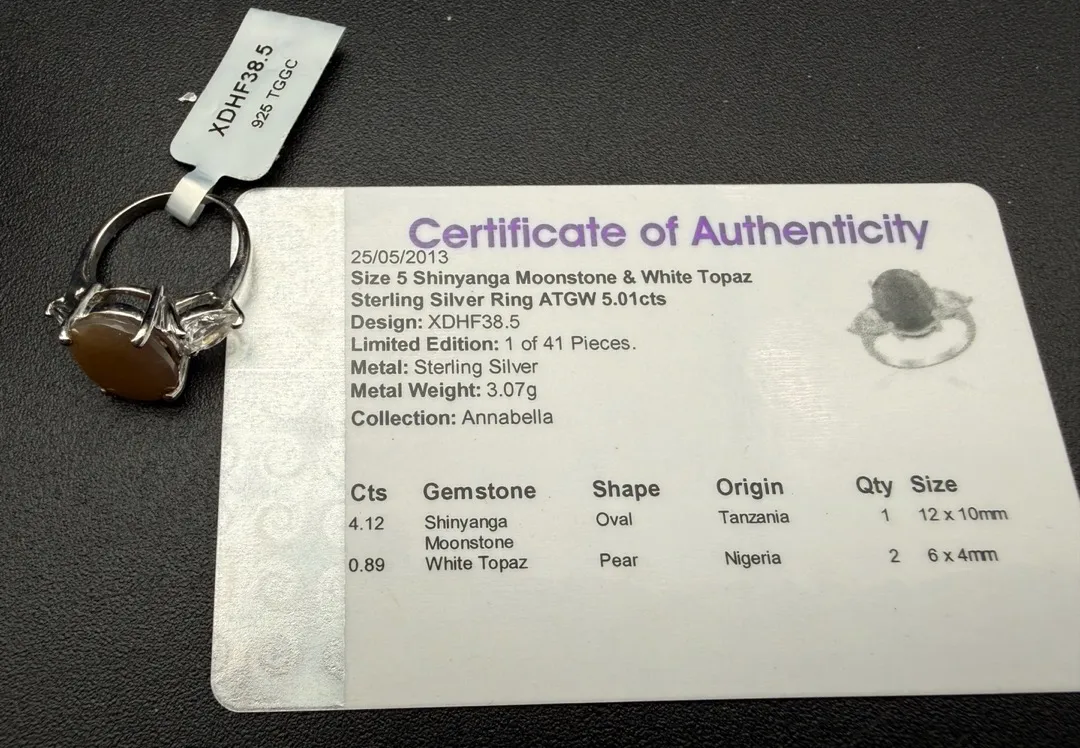 XDHF38.5
925 TGGC
Certificate of Authenticity
25/05/2013
Size 5 Shinyanga Moonstone & White Topaz
Sterling Silver Ring ATGW 5.01cts
Design: XDHF38.5
Limited Edition: 1 of 41 Pieces.
Metal: Sterling Silver
Metal Weight: 3.07g
Collection: Annabella
Cts Gemstone Shape Origin Qty Size
4.12 Shinyanga Oval Tanzania 1 12 x 10mm
Moonstone
0.89 White Topaz Pear Nigeria 2 6 x 4mm